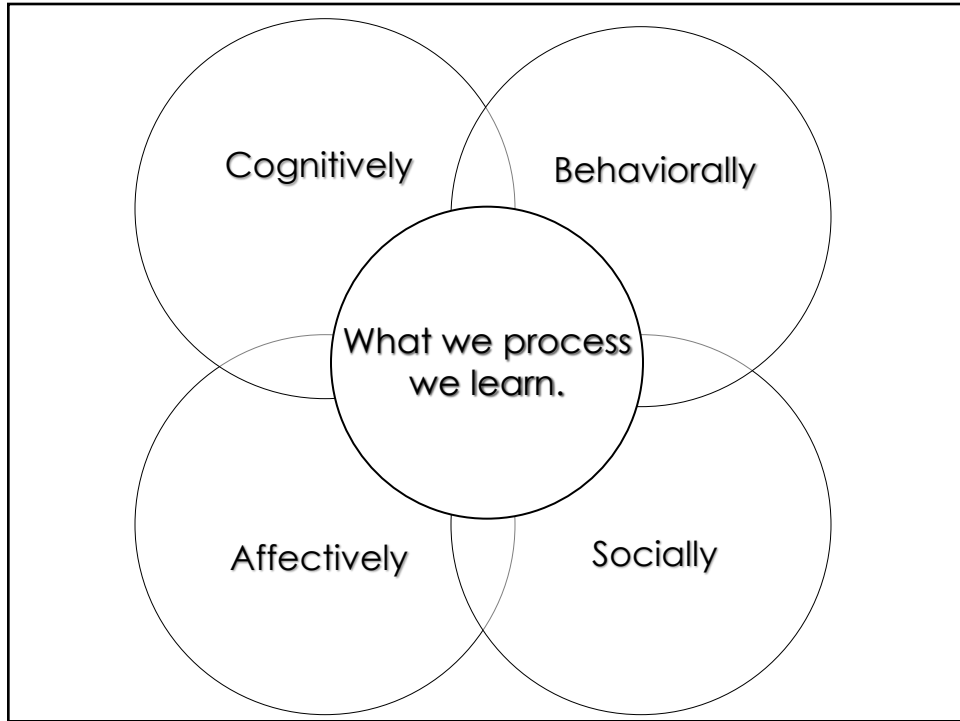 Cognitively
Behaviorally
What we process
we learn.
Affectively
Socially